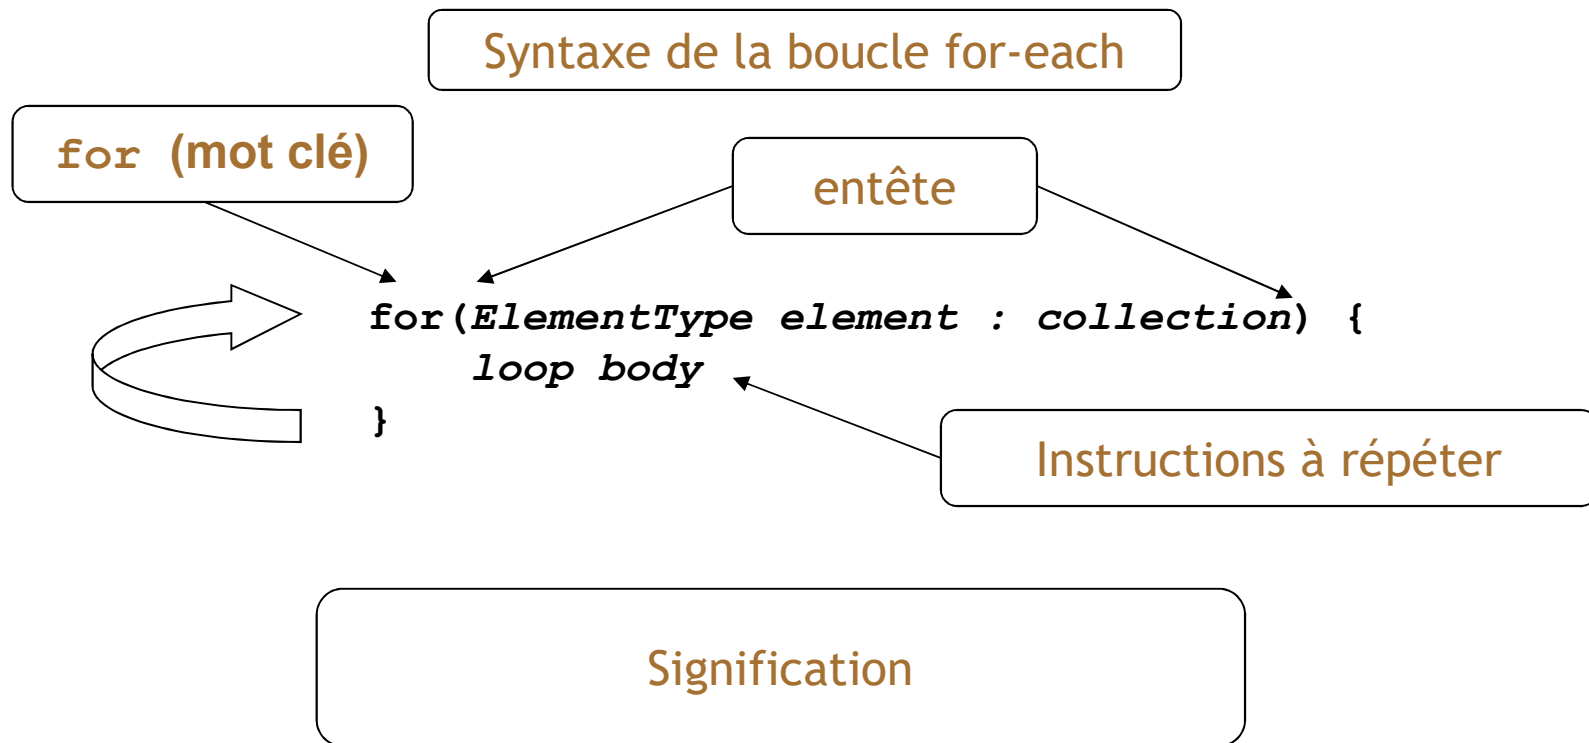 Syntaxe de la boucle for-each
for (mot clé)
entête
for(ElementType element : collection) {
loop body
}
Instructions à répéter
Signification